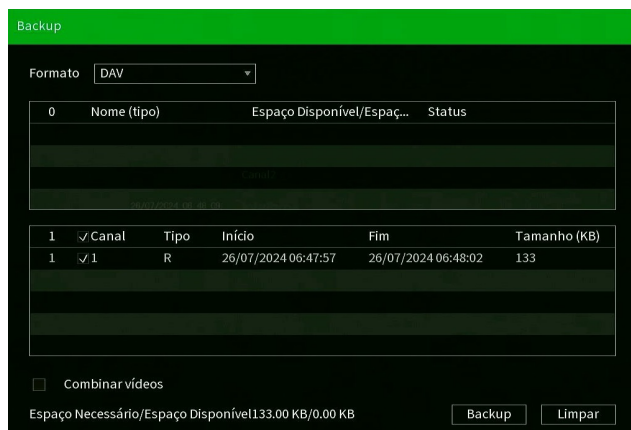 Backup
Formato DAV
0 Nome (tipo) Espaço Disponível/Espaç... Status
1 Canal Tipo Início Fim Tamanho (KB)
1 1 R 26/07/2024 06:47:57 26/07/2024 06:48:02 133
Combinar vídeos
Espaço Necessário/Espaço Disponível133.00 KB/0.00 KB Backup Limpar